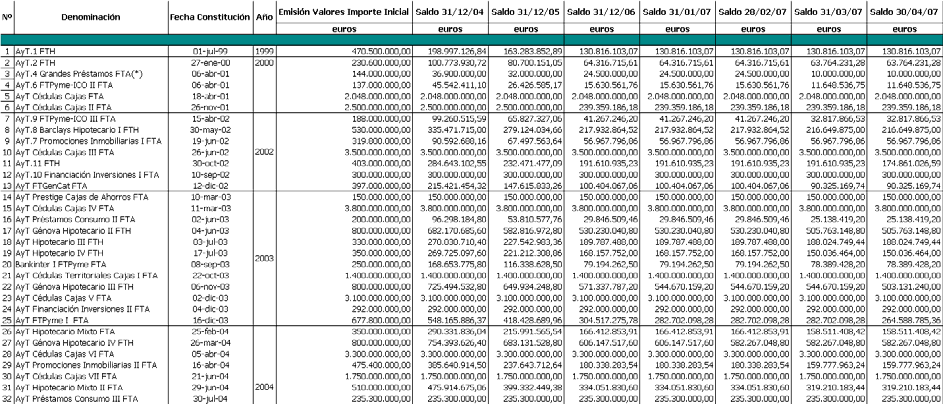 Nº Denominación Fecha Constitución Año Emisión Valores Importe Inicial Saldo 31/12/04 Saldo 31/12/05 Saldo 31/12/06 Saldo 31/01/07 Saldo 28/02/07 Saldo 31/03/07 Saldo 30/04/07
euros euros euros euros euros euros euros euros
1 AyT.1 FTH 01-jul-99 1999 470.500.000,00 198.997.126,84 163.283.852,89 130.816.103,07 130.816.103,07 130.816.103,07 130.816.103,07 130.816.103,07
2 AyT.2 FTH 27-ene-00 2000 230.600.000,00 100.773.930,72 80.700.151,05 64.316.715,61 64.316.715,61 64.316.715,61 63.764.231,28 63.764.231,28
3 AyT.4 Grandes Préstamos FTA(*) 06-abr-01 144.000.000,00 36.900.000,00 32.000.000,00 24.500.000,00 24.500.000,00 24.500.000,00 10.000.000,00 10.000.000,00
4 AyT.6 FTPyme-ICO II FTA 06-abr-01 137.000.000,00 45.542.411,10 26.426.585,17 15.630.561,76 15.630.561,76 15.630.561,76 11.648.536,75 11.648.536,75
5 AyT Cédulas Cajas FTA 18-abr-01 2.048.000.000,00 2.048.000.000,00 2.048.000.000,00 2.048.000.000,00 2.048.000.000,00 2.048.000.000,00 2.048.000.000,00 2.048.000.000,00
6 AyT Cédulas Cajas II FTA 26-nov-01 2.500.000.000,00 2.500.000.000,00 2.500.000.000,00 239.359.186,18 239.359.186,18 239.359.186,18 239.359.186,18 239.359.186,18
7 AyT.9 FTPyme-ICO III FTA 15-abr-02 188.000.000,00 99.260.515,59 65.827.327,06 41.267.246,20 41.267.246,20 41.267.246,20 32.817.866,53 32.817.866,53
8 AyT.8 Barclays Hipotecario I FTH 30-may-02 530.000.000,00 335.471.715,00 279.124.034,66 217.932.864,52 217.932.864,52 217.932.864,52 216.649.875,00 216.649.875,00
9 AyT.7 Promociones Inmobiliarias I FTA 19-jun-02 319.000.000,00 90.592.688,16 67.497.563,64 56.967.796,06 56.967.796,06 56.967.796,06 56.967.796,06 56.967.796,06
10 AyT Cédulas Cajas III FTA 26-jun-02 2002 3.500.000.000,00 3.500.000.000,00 3.500.000.000,00 3.500.000.000,00 3.500.000.000,00 3.500.000.000,00 3.500.000.000,00 3.500.000.000,00
11 AyT.11 FTH 30-oct-02 403.000.000,00 284.643.102,55 232.471.477,09 191.610.935,23 191.610.935,23 191.610.935,23 191.610.935,23 174.861.026,59
12 AyT.10 Financiación Inversiones I FTA 10-sep-02 300.000.000,00 300.000.000,00 300.000.000,00 300.000.000,00 300.000.000,00 300.000.000,00 300.000.000,00 300.000.000,00
13 AyT FTGenCat FTA 12-dic-02 397.000.000,00 215.421.454,32 147.615.833,26 100.404.067,06 100.404.067,06 100.404.067,06 90.325.169,74 90.325.169,74
14 AyT Prestige Cajas de Ahorros FTA 10-mar-03 150.000.000,00 150.000.000,00 150.000.000,00 150.000.000,00 150.000.000,00 150.000.000,00 150.000.000,00 150.000.000,00
15 AyT Cédulas Cajas IV FTA 11-mar-03 3.800.000.000,00 3.800.000.000,00 3.800.000.000,00 3.800.000.000,00 3.800.000.000,00 3.800.000.000,00 3.800.000.000,00 3.800.000.000,00
16 AyT Préstamos Consumo II FTA 02-jun-03 200.000.000,00 96.298.184,80 53.810.577,76 29.846.509,46 29.846.509,46 29.846.509,46 25.138.419,20 25.138.419,20
17 AyT Génova Hipotecario II FTH 04-jun-03 800.000.000,00 682.170.685,60 582.816.972,80 530.230.040,80 530.230.040,80 530.230.040,80 505.763.148,80 505.763.148,80
18 AyT Hipotecario III FTH 03-jul-03 330.000.000,00 270.030.710,40 227.542.983,36 189.787.488,00 189.787.488,00 189.787.488,00 188.024.749,44 188.024.749,44
19 AyT Hipotecario IV FTH 17-jul-03 350.000.000,00 269.725.097,60 221.212.308,86 168.157.752,00 168.157.752,00 168.157.752,00 150.036.464,00 150.036.464,00
20 Bankinter I FTPyme FTA 08-sep-03 2003 250.000.000,00 168.653.775,80 116.338.628,50 79.194.262,50 79.194.262,50 79.194.262,50 78.389.428,20 78.389.428,20
21 AyT Cédulas Territoriales Cajas I FTA 22-oct-03 1.400.000.000,00 1.400.000.000,00 1.400.000.000,00 1.400.000.000,00 1.400.000.000,00 1.400.000.000,00 1.400.000.000,00 1.400.000.000,00
22 AyT Génova Hipotecario III FTH 06-nov-03 800.000.000,00 725.494.532,80 649.934.248,80 571.337.787,20 544.670.159,20 544.670.159,20 544.670.159,20 503.131.240,00
23 AyT Cédulas Cajas V FTA 02-dic-03 3.100.000.000,00 3.100.000.000,00 3.100.000.000,00 3.100.000.000,00 3.100.000.000,00 3.100.000.000,00 3.100.000.000,00 3.100.000.000,00
24 AyT Financiación Inversiones II FTA 04-dic-03 292.000.000,00 292.000.000,00 292.000.000,00 292.000.000,00 292.000.000,00 292.000.000,00 292.000.000,00 292.000.000,00
25 AyT FTPyme I FTA 16-dic-03 677.800.000,00 548.165.886,37 418.428.689,96 304.517.275,78 282.702.098,28 282.702.098,28 282.702.098,28 264.588.785,36
26 AyT Hipotecario Mixto FTA 25-feb-04 350.000.000,00 290.331.836,04 215.991.565,54 166.412.853,91 166.412.853,91 166.412.853,91 158.511.408,42 158.511.408,42
27 AyT Génova Hipotecario IV FTH 26-mar-04 800.000.000,00 754.393.626,40 683.131.528,80 606.147.517,60 606.147.517,60 582.267.048,80 582.267.048,80 582.267.048,80
28 AyT Cédulas Cajas VI FTA 05-abr-04 3.300.000.000,00 3.300.000.000,00 3.300.000.000,00 3.300.000.000,00 3.300.000.000,00 3.300.000.000,00 3.300.000.000,00 3.300.000.000,00
29 AyT Promociones Inmobiliarias II FTA 16-abr-04 475.400.000,00 385.640.914,50 237.643.712,64 180.338.283,54 180.338.283,54 180.338.283,54 159.777.963,24 159.777.963,24
30 AyT Cédulas Cajas VII FTA 21-jun-04 1.750.000.000,00 1.750.000.000,00 1.750.000.000,00 1.750.000.000,00 1.750.000.000,00 1.750.000.000,00 1.750.000.000,00 1.750.000.000,00
31 AyT Hipotecario Mixto II FTA 29-jun-04 2004 510.000.000,00 475.914.675,06 399.332.449,38 334.051.830,60 334.051.830,60 334.051.830,60 319.210.183,44 319.210.183,44
32 AyT Préstamos Consumo III FTA 30-jul-04 235.300.000,00 235.300.000,00 235.300.000,00 235.300.000,00 235.300.000,00 235.300.000,00 235.300.000,00 235.300.000,00